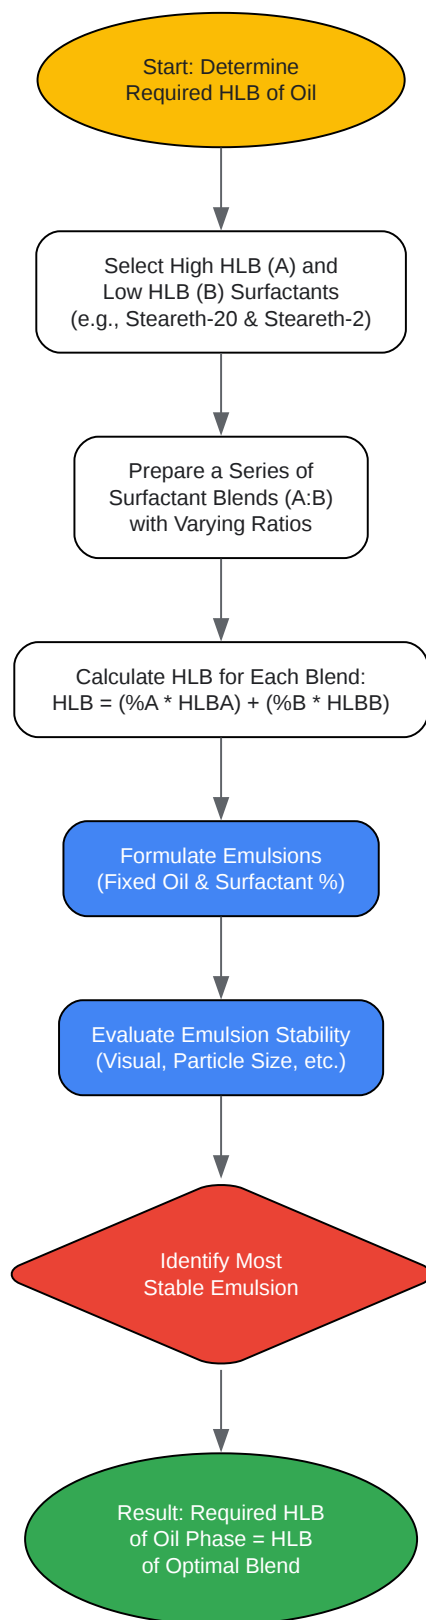 Start: Determine
Required HLB of Oil
Select High HLB (A) and
Low HLB (B) Surfactants
(e.g., Steareth-20 & Steareth-2)
Prepare a Series of
Surfactant Blends (A:B)
with Varying Ratios
Calculate HLB for Each Blend:
HLB = (%A * HLBA) + (%B * HLBB)
Formulate Emulsions
(Fixed Oil & Surfactant %)
Evaluate Emulsion Stability
(Visual, Particle Size, etc.)
Identify Most
Stable Emulsion
Result: Required HLB
of Oil Phase = HLB
of Optimal Blend